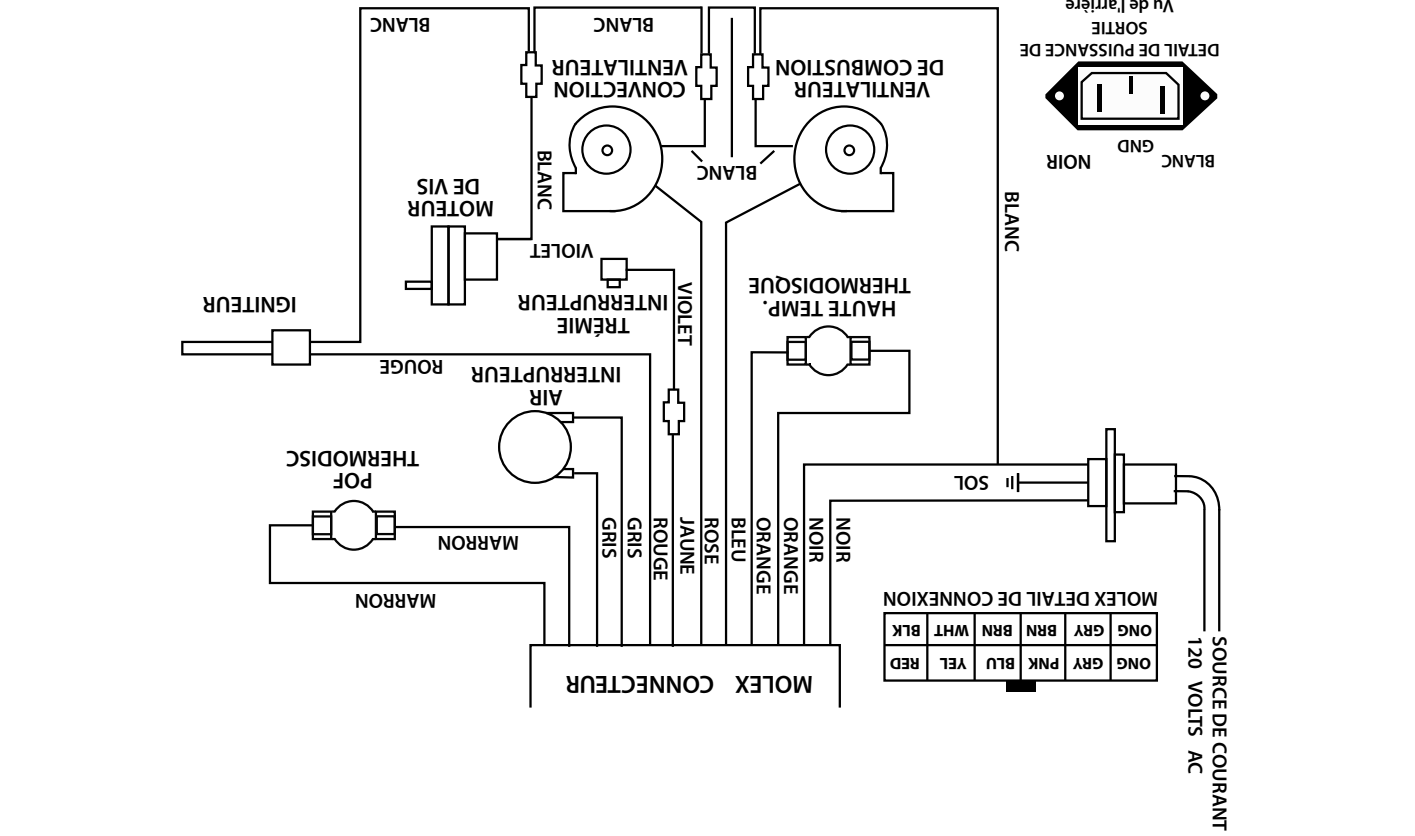 SOURCE DE COURANT
120 VOLTS AC
MOLEX CONNECTEUR
ONG GRY PNK BLU YEL RED
ONG GRY BRN BRN WHT BLK
MOLEX DETAIL DE CONNEXION
NOIR
NOIR
ORANGE
ORANGE
BLEU
ROSE
JAUNE
ROUGE
GRIS
GRIS
MARRON
MARRON
SOL
POF
THERMODISC
AIR
INTERRUPTEUR
ROUGE
VIOLET
HAUTE TEMP.
THERMODISQUE
TRÉMIE
INTERRUPTEUR
IGNITEUR
VIOLET
BLANC
MOTEUR
DE VIS
BLANC
BLANC
BLANC
GND
NOIR
VENTILATEUR
DE COMBUSTION
CONVECTION
VENTILATEUR
DETAIL DE PUISSANCE DE
SORTIE
Vu de l'arrière
BLANC
BLANC